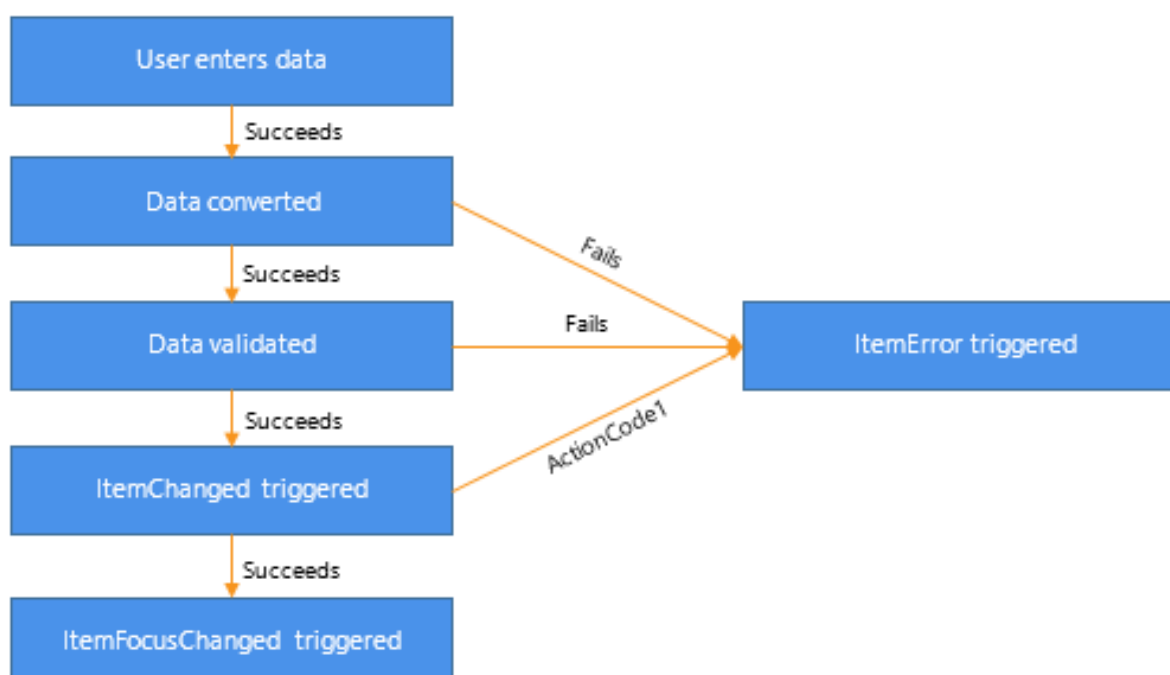 User enters data
Succeeds
Data converted
Fails
Succeeds
Data validated
Fails
ItemError triggered
Succeeds
ActionCode1
ItemChanged triggered
Succeeds
ItemFocusChanged triggered